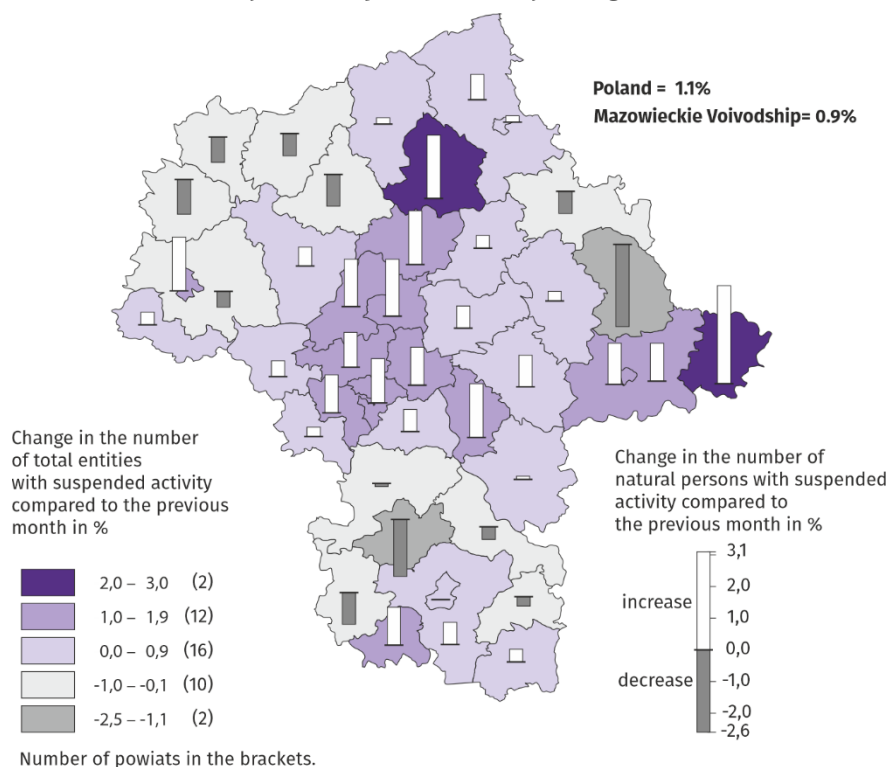 Poland = 1.1%
Mazowieckie Voivodship= 0.9%
Change in the number
of total entities
with suspended activity
compared to the previous
month in %
2,0 – 3,0 (2)
1,0 – 1,9 (12)
0,0 – 0,9 (16)
-1,0 – -0,1 (10)
-2,5 – -1,1 (2)
Number of powiats in the brackets.
Change in the number of
natural persons with suspended
activity compared to
the previous month in %
3,1
2,0
increase
1,0
0,0
decrease
-1,0
-2,0
-2,6